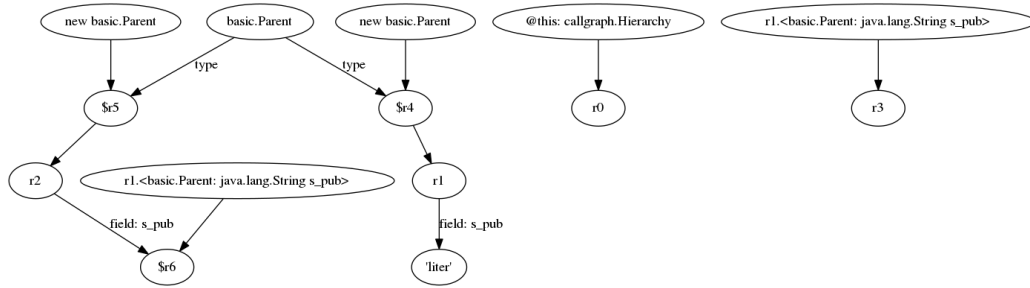 new basic.Parent
basic.Parent
new basic.Parent
@this: callgraph.Hierarchy
r1.<basic.Parent: java.lang.String s_pub>
type
type
$r5
$r4
r0
r3
r2
r1.<basic.Parent: java.lang.String s_pub>
r1
field: s_pub
field: s_pub
$r6
'liter'